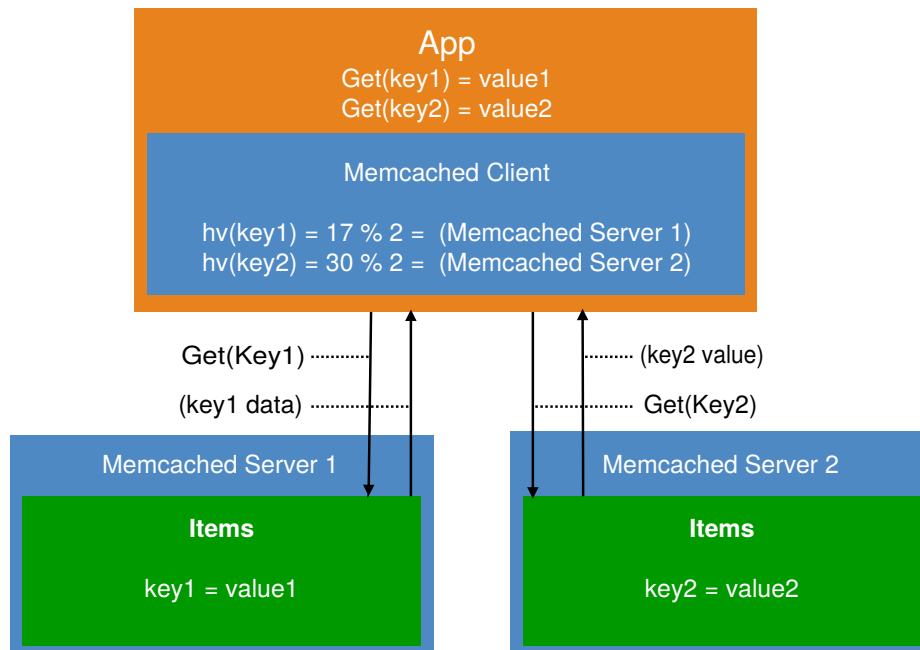 App
Get(key1) = value1
Get(key2) = value2
Memcached Client
hv(key1) = 17 % 2 = (Memcached Server 1)
hv(key2) = 30 % 2 = (Memcached Server 2)
Get(Key1)
(key1 data)
(key2 value)
Get(Key2)
Memcached Server 1
Items
key1 = value1
Memcached Server 2
Items
key2 = value2